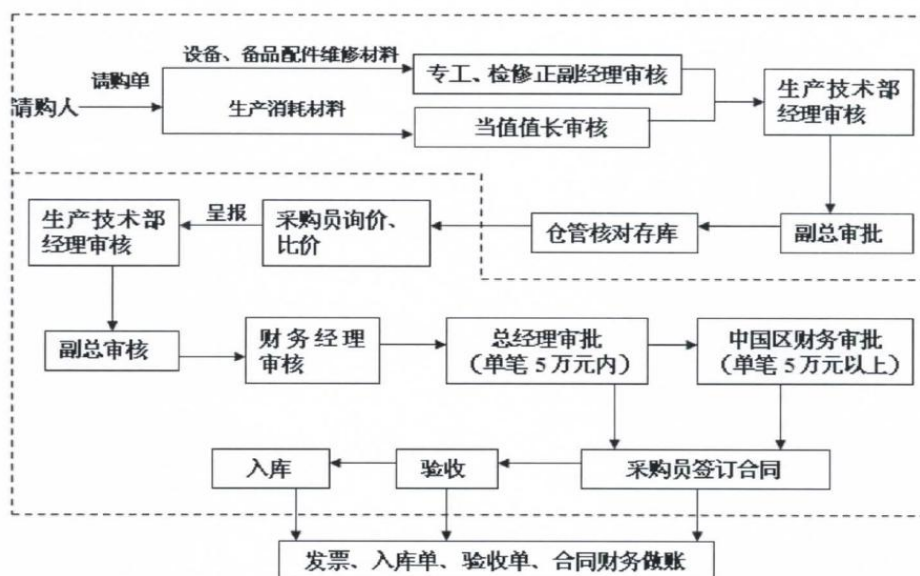 设备、备品配件维修材料
请购单
请购人
生产消耗材料
专工、检修正副经理审核
当值值长审核
生产技术部
经理审核
副总审批
仓管核对存库
采购员询价、
比价
呈报
生产技术部
经理审核
副总审核
财务经理
审核
总经理审批
（单笔5万元内）
中国区财务审批
（单笔5万元以上）
采购员签订合同
验收
入库
发票、入库单、验收单、合同财务做账